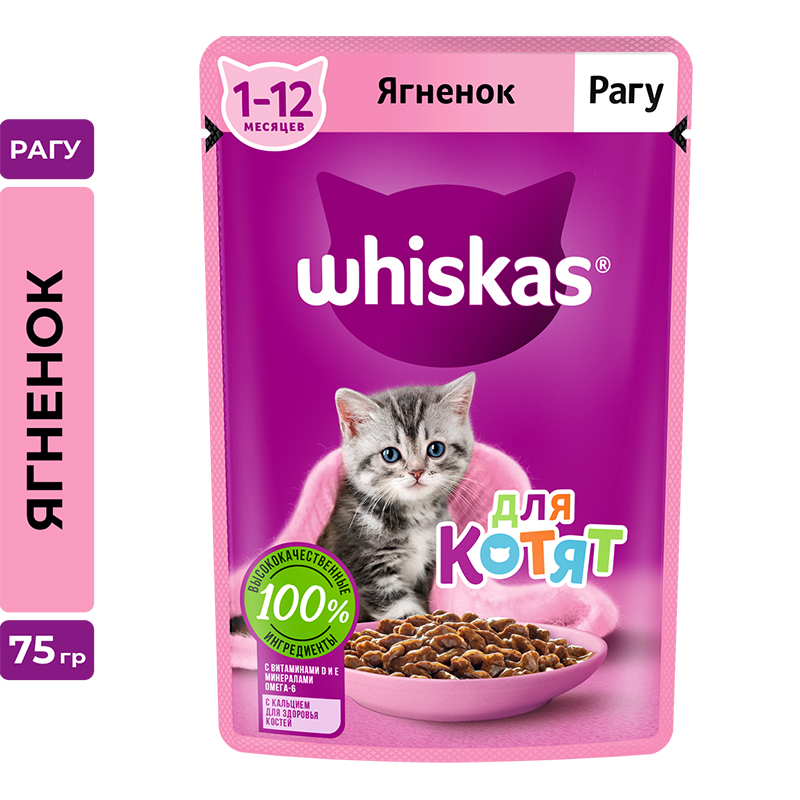 РАГУ
ЯГНЕНОК
75 гр
1-12
МЕСЯЦЕВ
Ягненок
Рагу
whiskas®
для
котят
ВЫСОКОКАЧЕСТВЕННЫЕ
100%
ИНГРЕДИЕНТЫ
С ВИТАМИНАМИ D И E
МИНЕРАЛАМИ
ОМЕГА-6
С КАЛЬЦИЕМ
ДЛЯ ЗДОРОВЬЯ
КОСТЕЙ